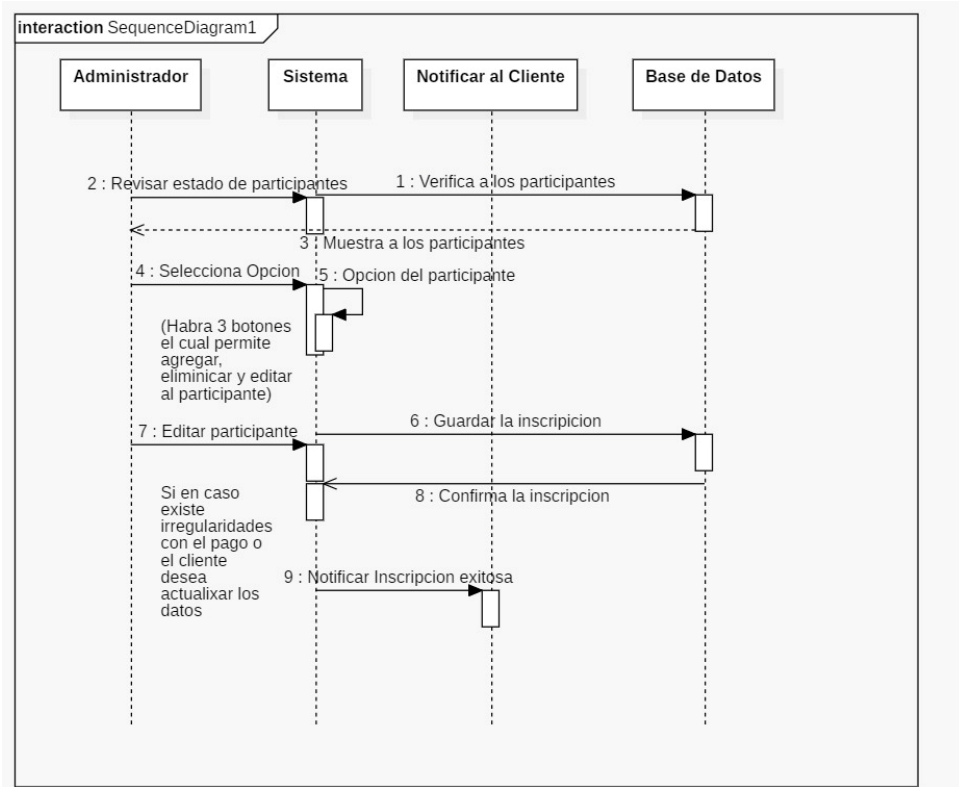 interaction SequenceDiagram1
Administrador
Sistema
Notificar al Cliente
Base de Datos
1 : Verifica a los participantes
2 : Revisar estado de participantes
3 : Muestra a los participantes
4 : Selecciona Opcion
5 : Opcion del participante
(Habra 3 botones
el cual permite
agregar,
eliminicar y editar
al participante)
6 : Guardar la inscripicion
7 : Editar participante
8 : Confirma la inscripcion
Si en caso
existe
irregularidades
con el pago o
el cliente
desea
actualixar los
datos
9 : Notificar Inscripcion exitosa